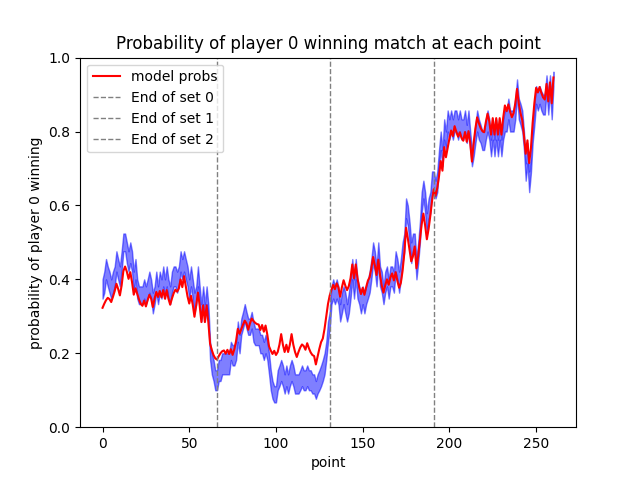 Probability of player 0 winning match at each point
model probs
End of set 0
End of set 1
End of set 2
probability of player 0 winning
1.0
0.8
0.6
0.4
0.2
0.0
0 50 100 150 200 250
point